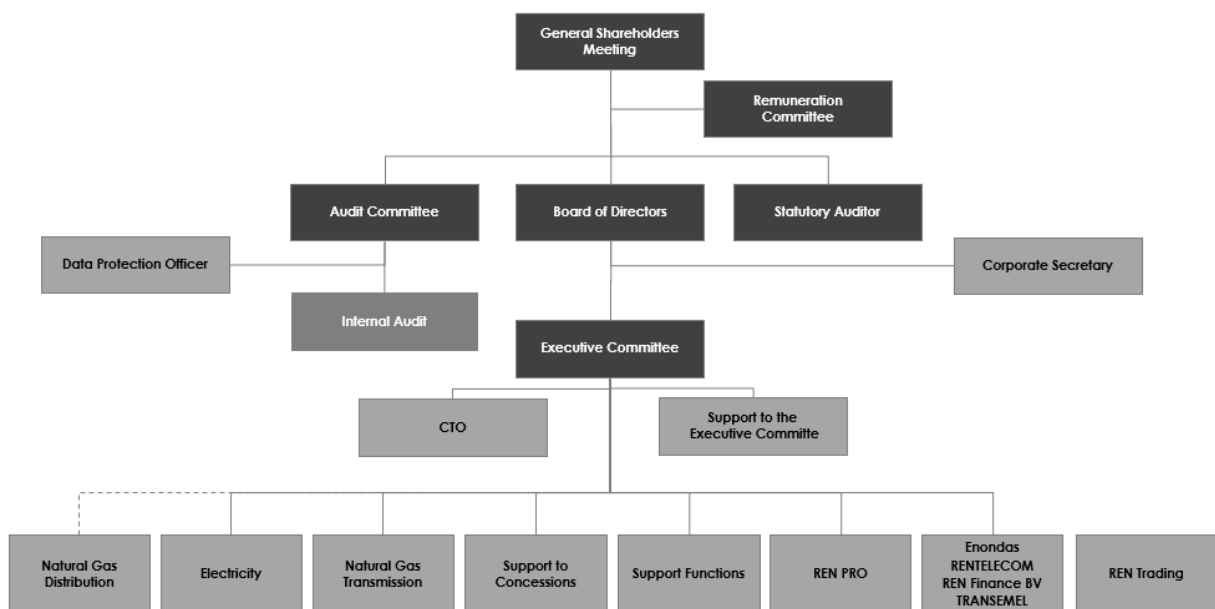 General Shareholders
Meeting
Remuneration
Committee
Audit Committee
Board of Directors
Statutory Auditor
Data Protection Officer
Corporate Secretary
Internal Audit
Executive Committee
CTO
Support to the
Executive Committe
Natural Gas
Distribution
Electricity
Natural Gas
Transmission
Support to
Concessions
Support Functions
REN PRO
Enondas
RENTELECOM
REN Finance BV
TRANSEMEL
REN Trading